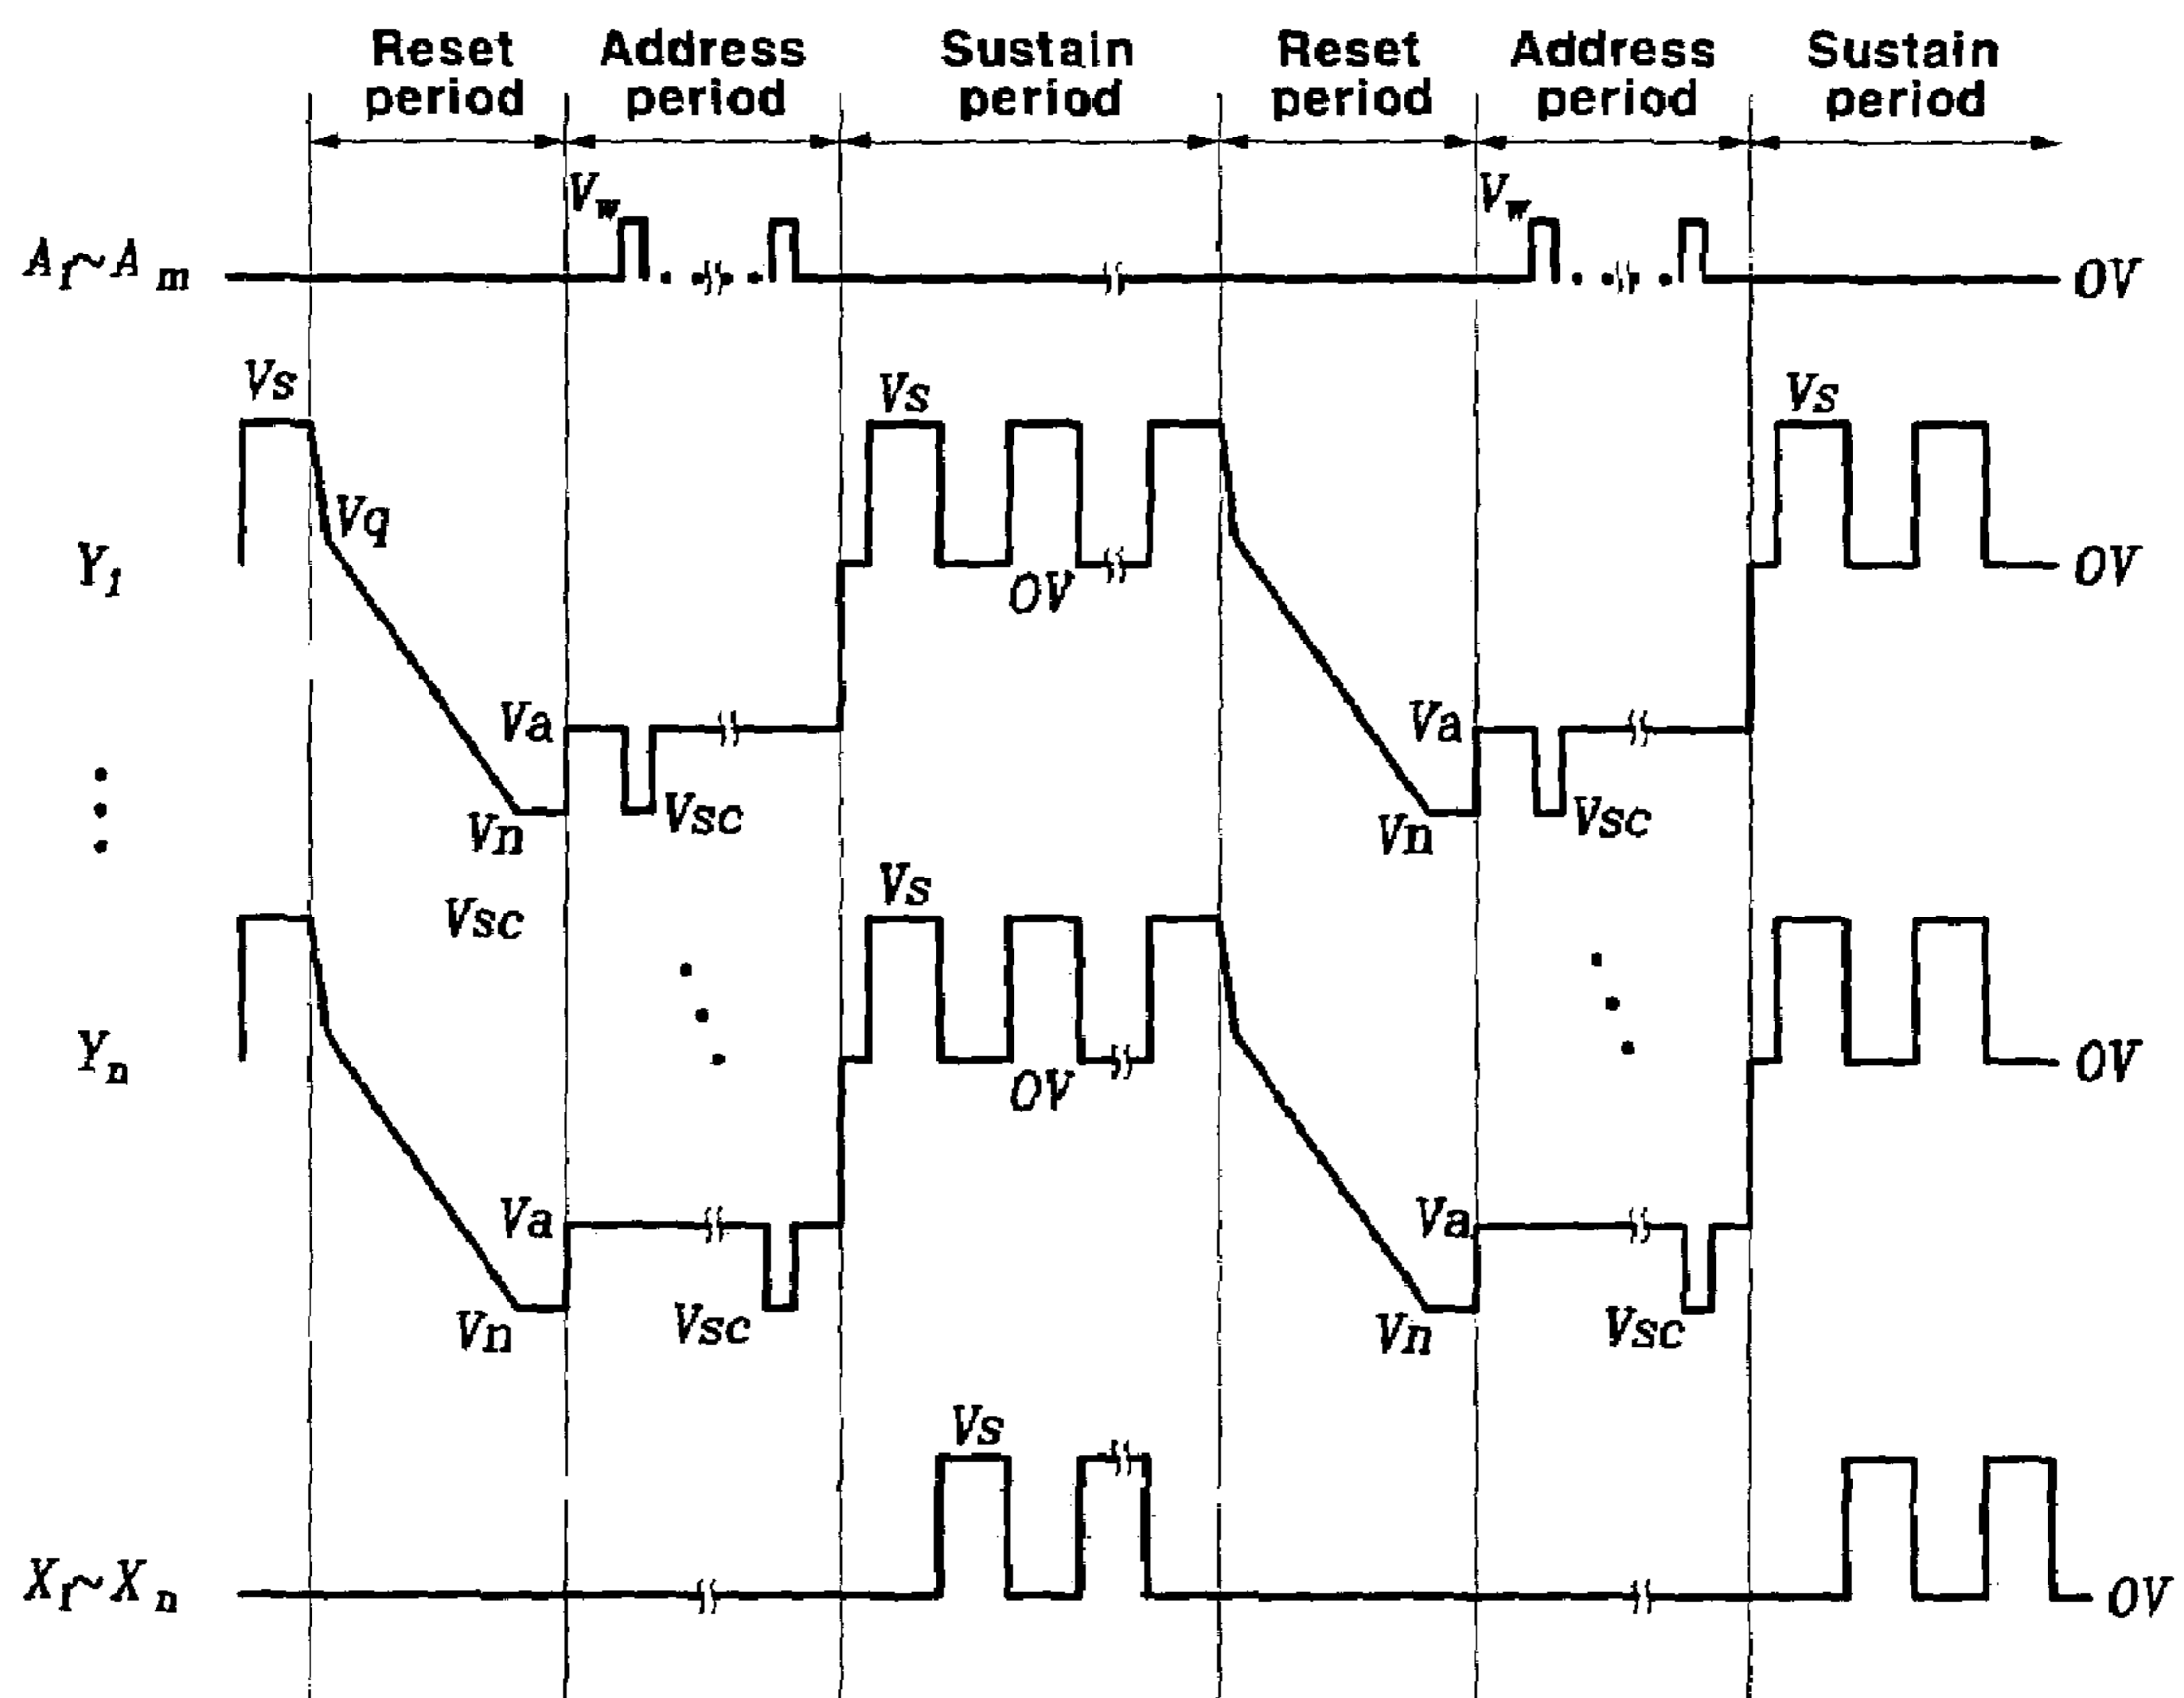 Reset period
Address period
Sustain period
Reset period
Address period
Sustain period
Vw
Vw
A1~Am
0V
Vs
Vs
Vs
Vq
Y1
0V
0V
Va
Va
Vn
Vsc
Vn
Vsc
Vs
Vsc
Yn
0V
0V
Va
Va
Vn
Vsc
Vn
Vsc
Vs
X1~Xn
0V